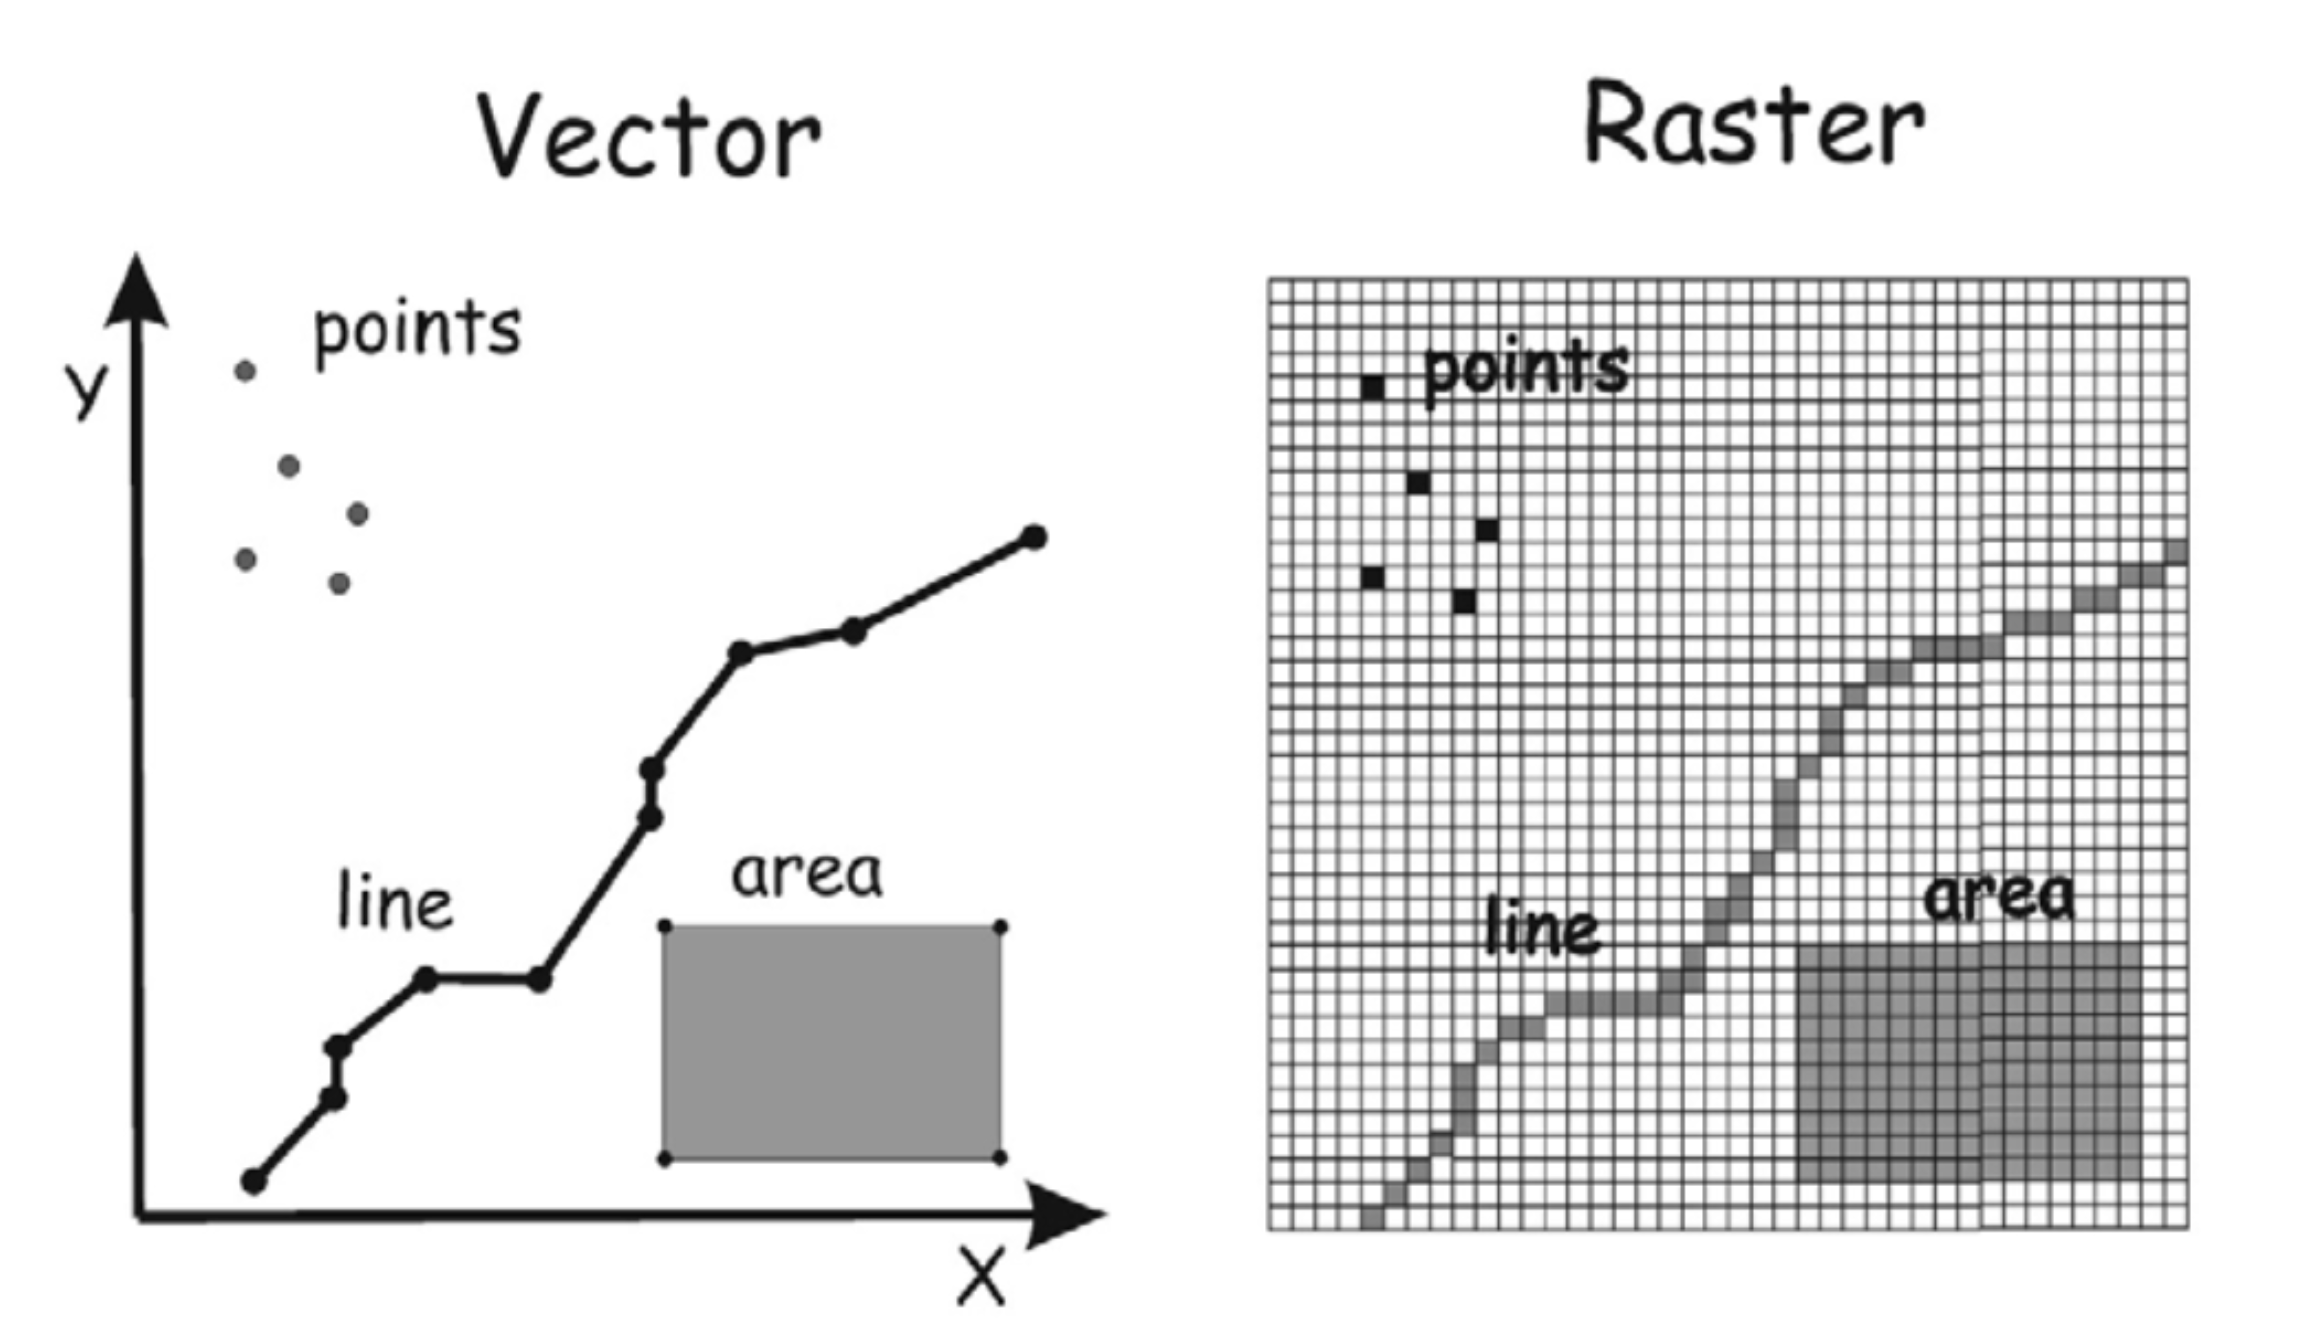 Vector
points
Y
line
area
X
Raster
points
line
area